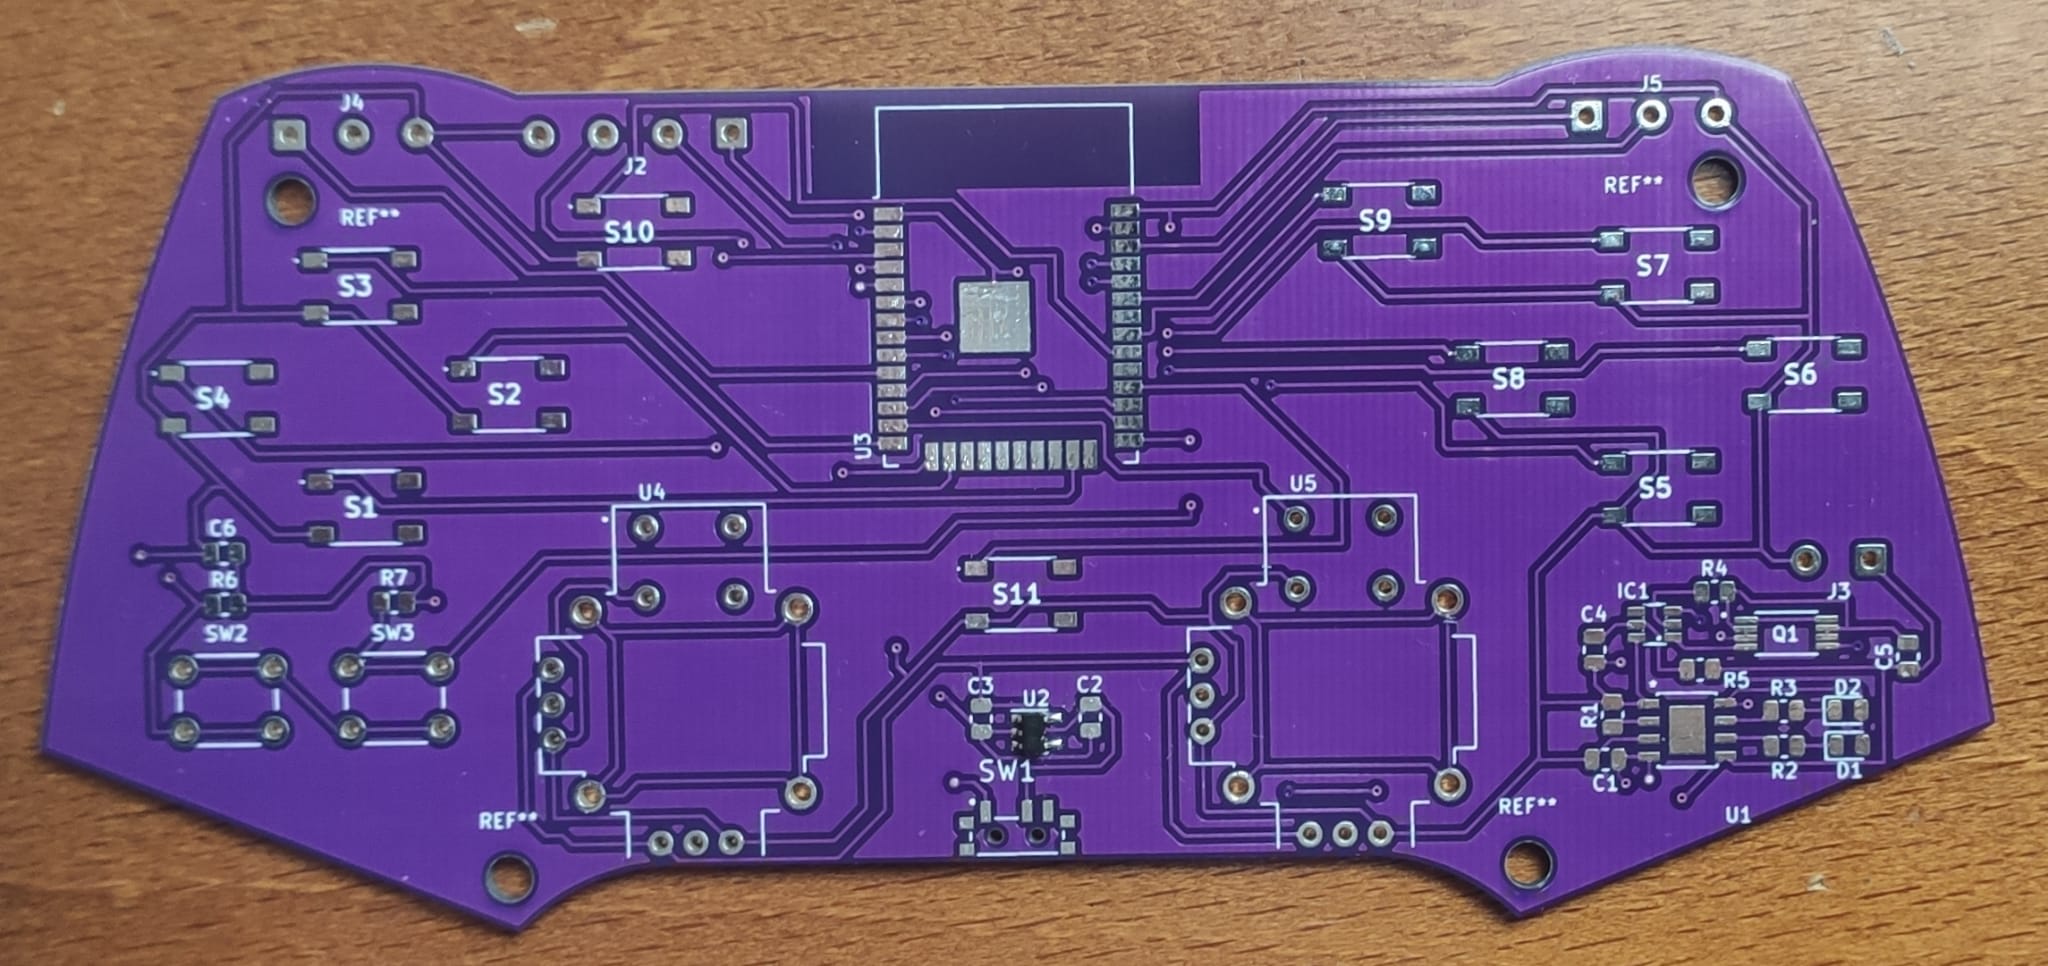 J4
J5
J2
REF**
REF**
S10
S9
S3
S7
S4
S2
S8
S6
U3
S1
U4
U5
S5
C6
R6
R7
S11
R4
IC1
J3
C4
SW2
SW3
Q1
C5
R5
C3
U2
C2
R1
R3
D2
SW1
R2
D1
C1
REF**
REF**
U1